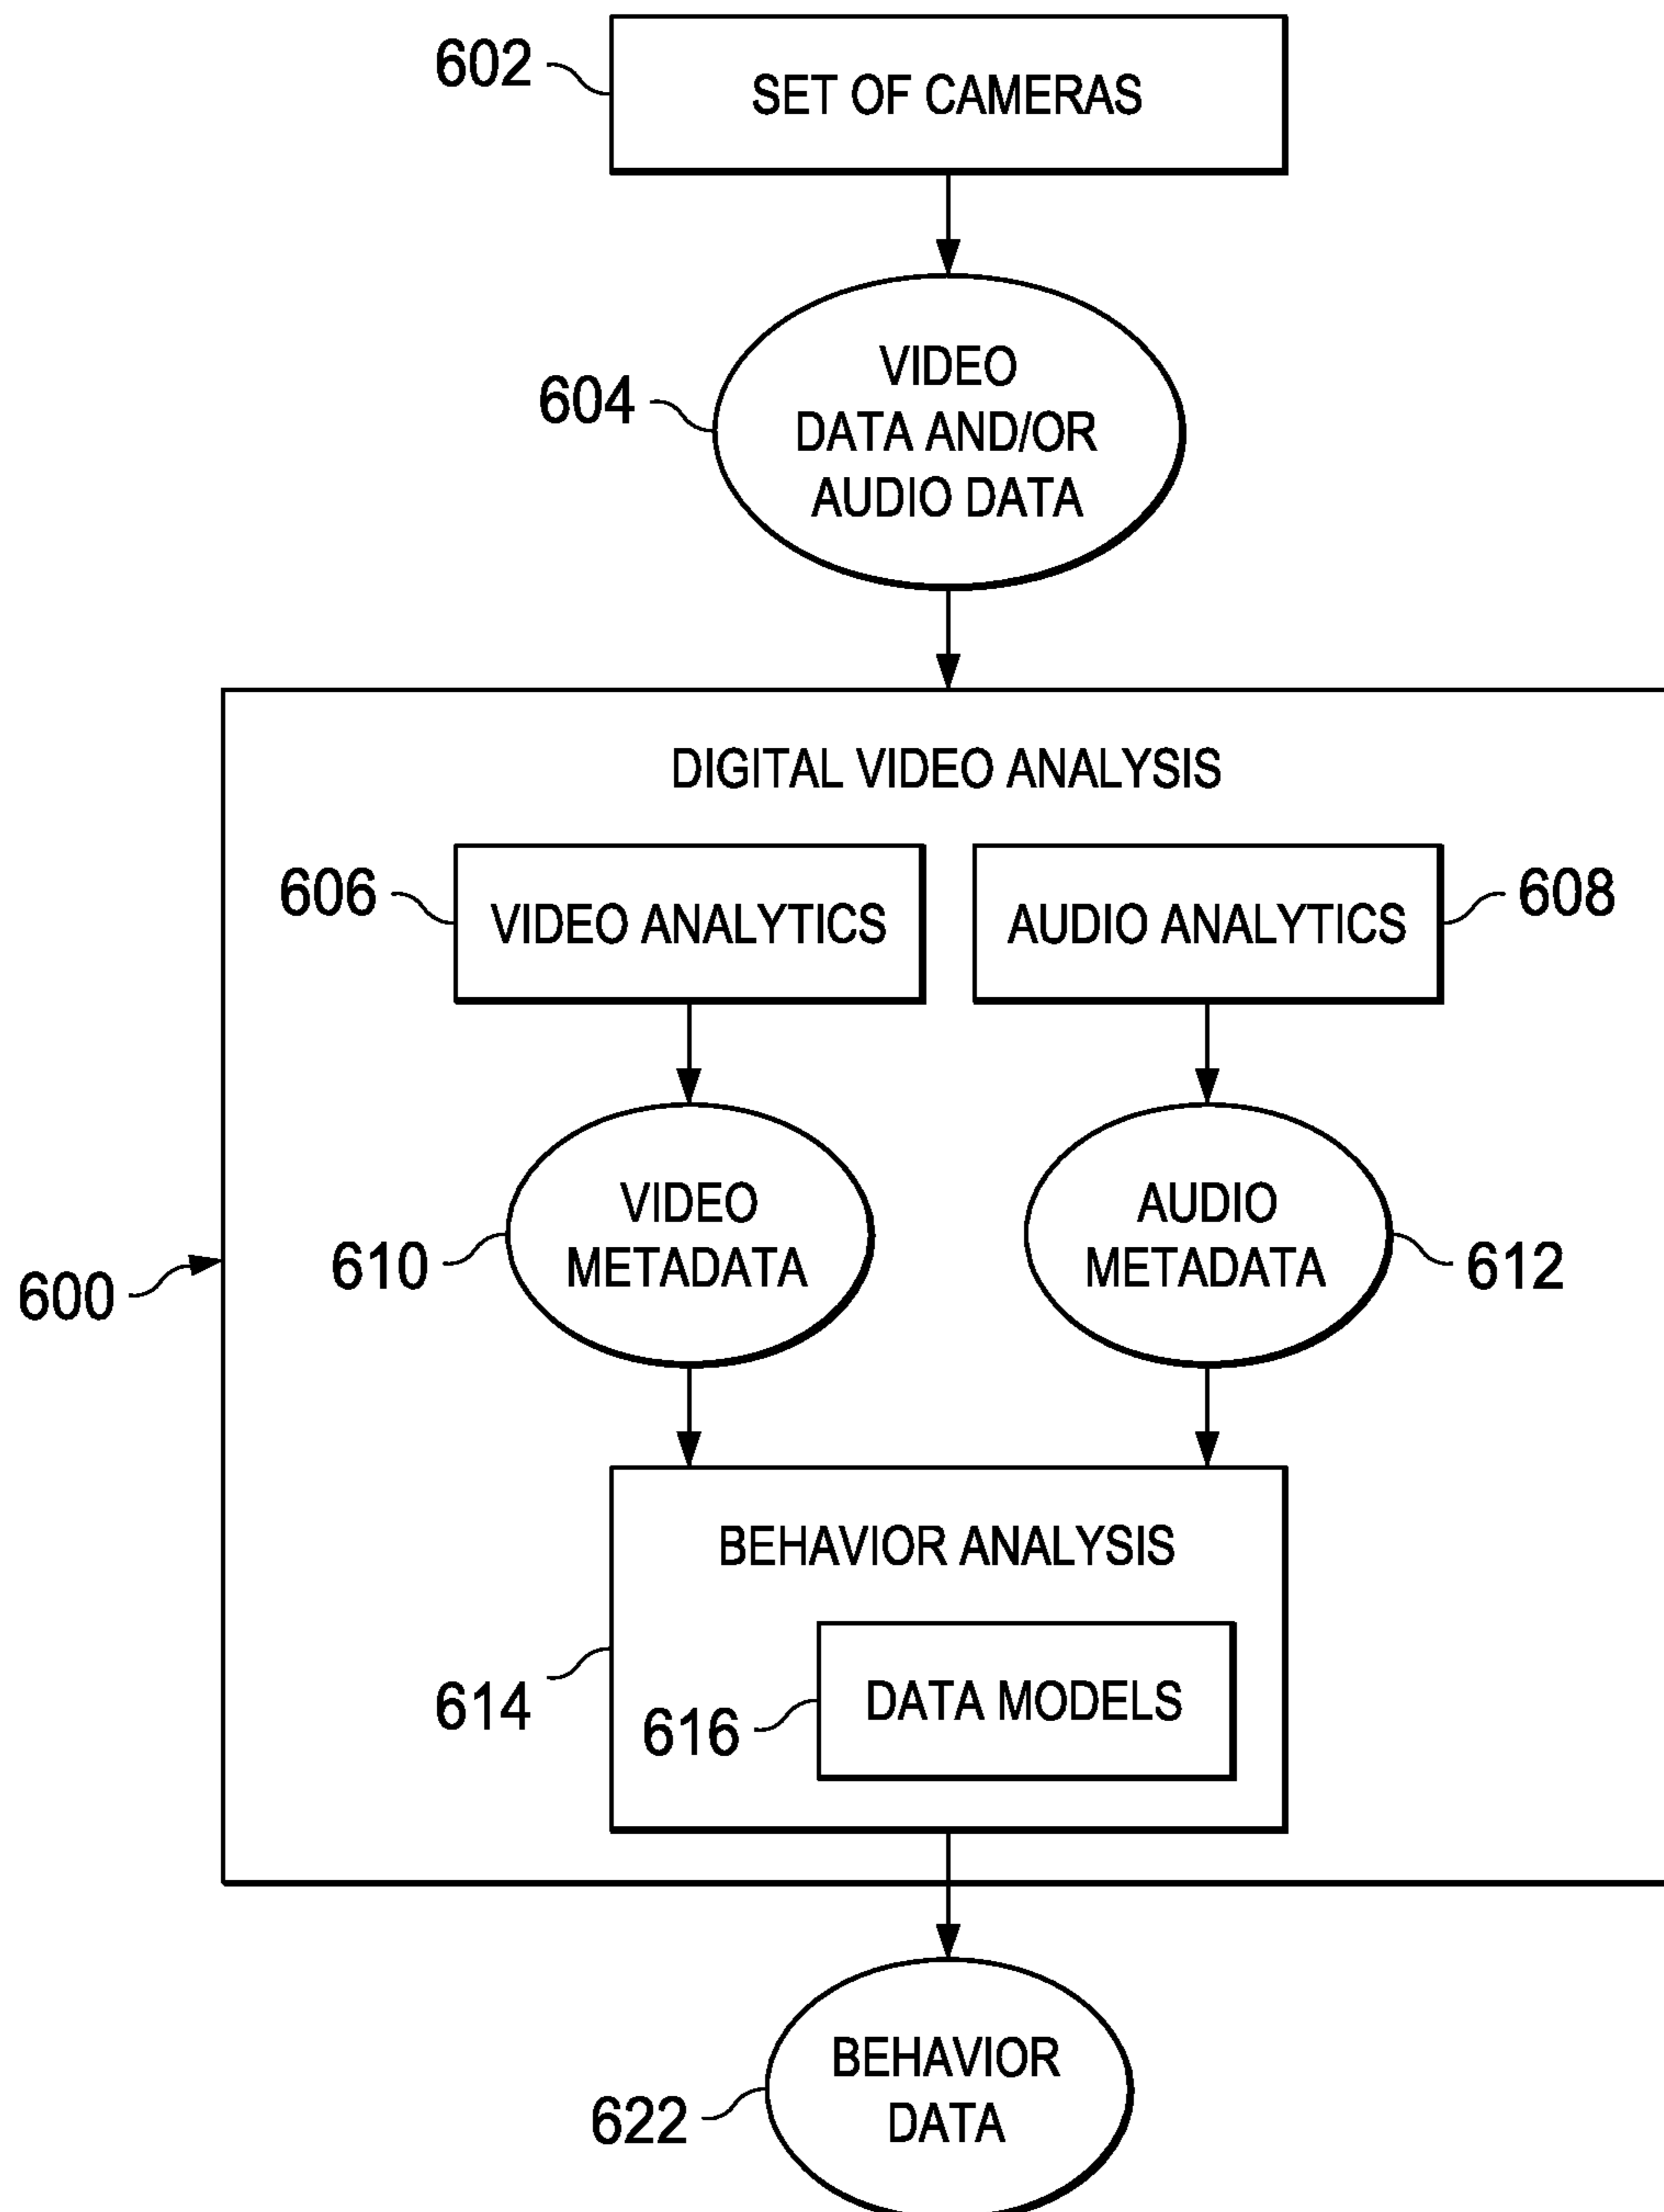 602
SET OF CAMERAS
604
VIDEO
DATA AND/OR
AUDIO DATA
DIGITAL VIDEO ANALYSIS
606
VIDEO ANALYTICS
AUDIO ANALYTICS
608
600
610
VIDEO
METADATA
AUDIO
METADATA
612
BEHAVIOR ANALYSIS
614
616
DATA MODELS
622
BEHAVIOR
DATA